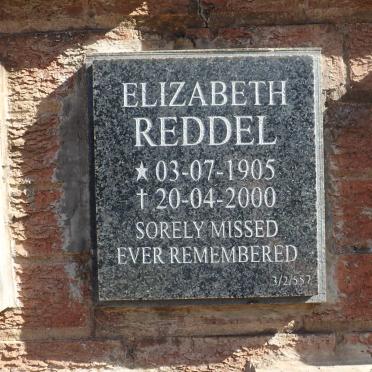 ELIZABETH
REDDEL
★ 03-07-1905
† 20-04-2000
SORELY MISSED
EVER REMEMBERED
3/2/557